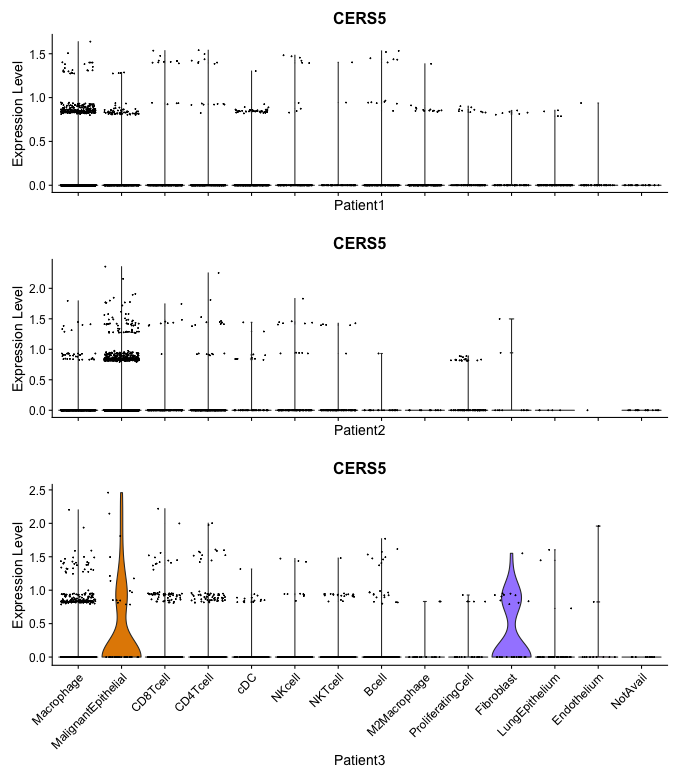 CERS5
Expression Level
1.5
1.0
0.5
0.0
Patient1
CERS5
Expression Level
2.0
1.5
1.0
0.5
0.0
Patient2
CERS5
Expression Level
2.5
2.0
1.5
1.0
0.5
0.0
Macrophage
MalignantEpithelial
CD8Tcell
CD4Tcell
cDC
NKcell
NKTcell
Bcell
M2Macrophage
ProliferatingCell
Fibroblast
LungEpithelium
Endothelium
NotAvail
Patient3